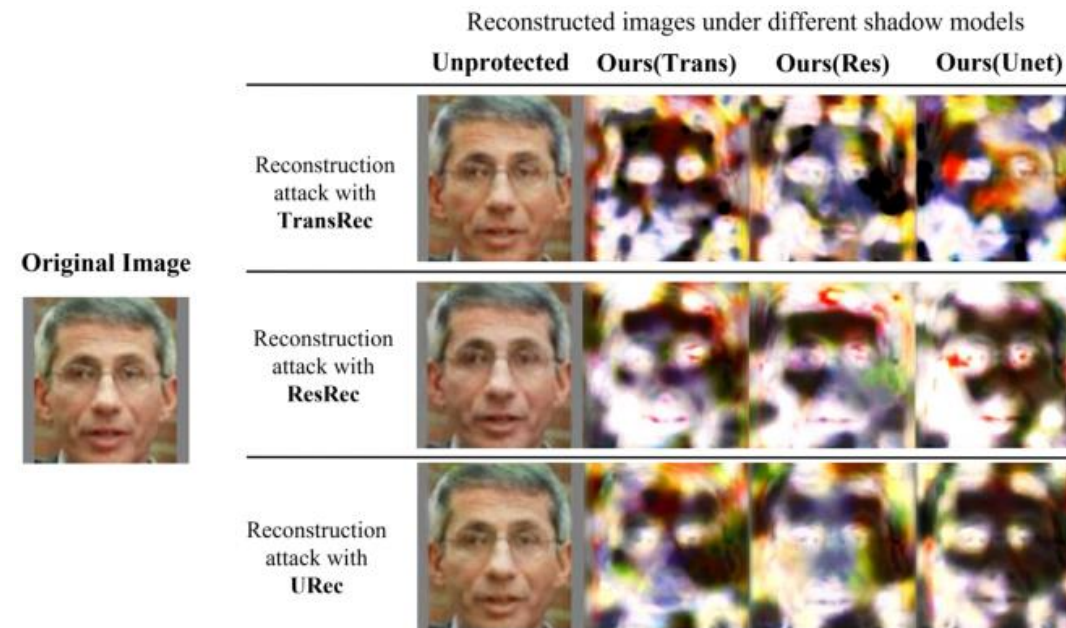 Reconstructed images under different shadow models
Unprotected Ours(Trans) Ours(Res) Ours(Unet)
Reconstruction
attack with
TransRec
Original Image
Reconstruction
attack with
ResRec
Reconstruction
attack with
URec